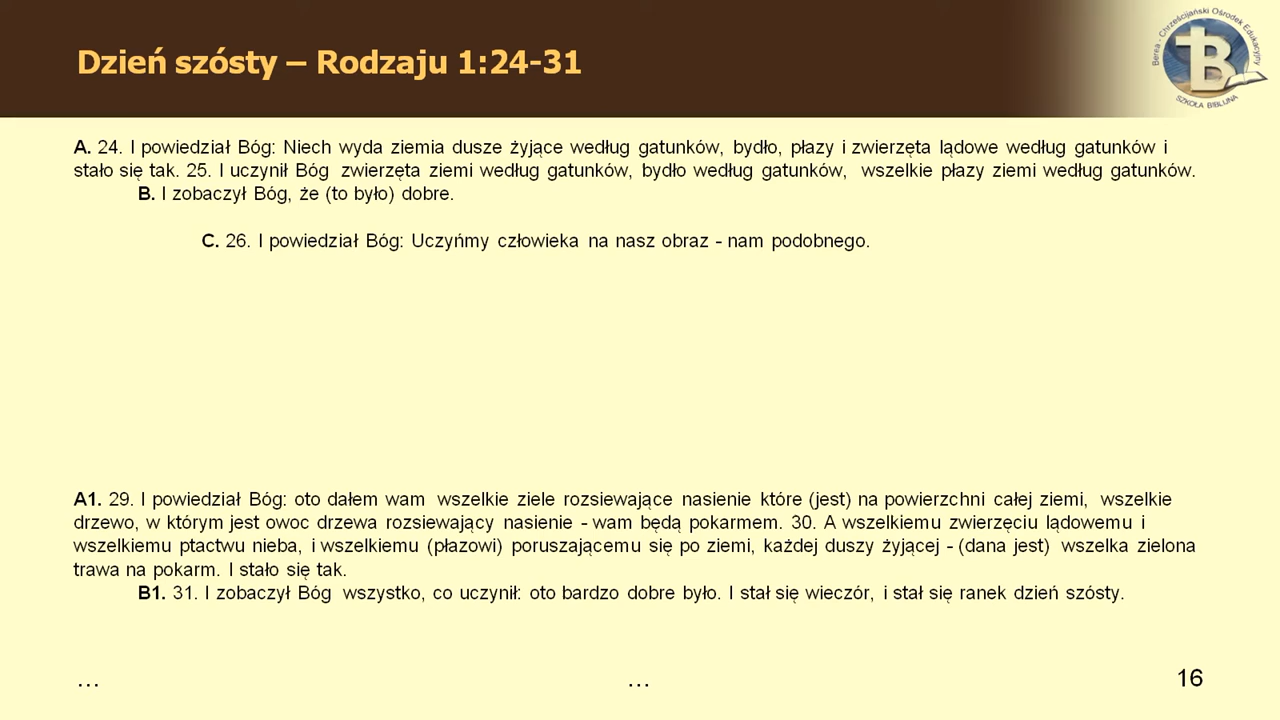 Dzień szósty – Rodzaju 1:24-31
Berea - Chrześcijański Ośrodek Edukacyjny
SZKOŁA BIBLIJNA
A. 24. I powiedział Bóg: Niech wyda ziemia dusze żyjące według gatunków, bydło, płazy i zwierzęta lądowe według gatunków i
stało się tak. 25. I uczynił Bóg zwierzęta ziemi według gatunków, bydło według gatunków, wszelkie płazy ziemi według gatunków.
B. I zobaczył Bóg, że (to było) dobre.
C. 26. I powiedział Bóg: Uczyńmy człowieka na nasz obraz - nam podobnego.
A1. 29. I powiedział Bóg: oto dałem wam wszelkie ziele rozsiewające nasienie które (jest) na powierzchni całej ziemi, wszelkie
drzewo, w którym jest owoc drzewa rozsiewający nasienie - wam będą pokarmem. 30. A wszelkiemu zwierzęciu lądowemu i
wszelkiemu ptactwu nieba, i wszelkiemu (płazowi) poruszającemu się po ziemi, każdej duszy żyjącej - (dana jest) wszelka zielona
trawa na pokarm. I stało się tak.
B1. 31. I zobaczył Bóg wszystko, co uczynił: oto bardzo dobre było. I stał się wieczór, i stał się ranek dzień szósty.
… … 16